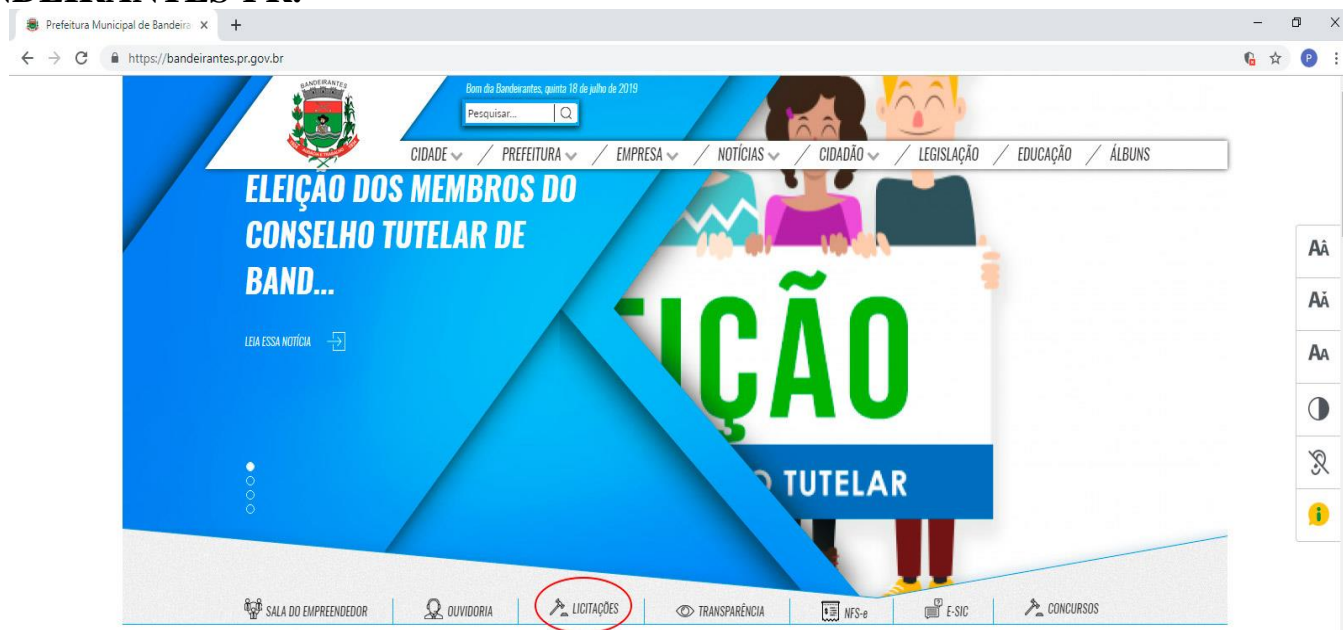 NDEIRANTES PR.
Prefeitura Municipal de Bandeira
https://bandeirantes.pr.gov.br
P
BANDEIRANTES
Bom dia Bandeirantes, quinta 18 de julho de 2019
Pesquisar...
CIDADE / PREFEITURA / EMPRESA / NOTÍCIAS / CIDADÃO / LEGISLAÇÃO / EDUCAÇÃO / ÁLBUNS
ELEIÇÃO DOS MEMBROS DO
CONSELHO TUTELAR DE
BAND...
LEIA ESSA NOTÍCIA
IÇÃO
O TUTELAR
SALA DO EMPREENDEDOR
OUVIDORIA
LICITAÇÕES
TRANSPARÊNCIA
NFS-e
E-SIC
CONCURSOS